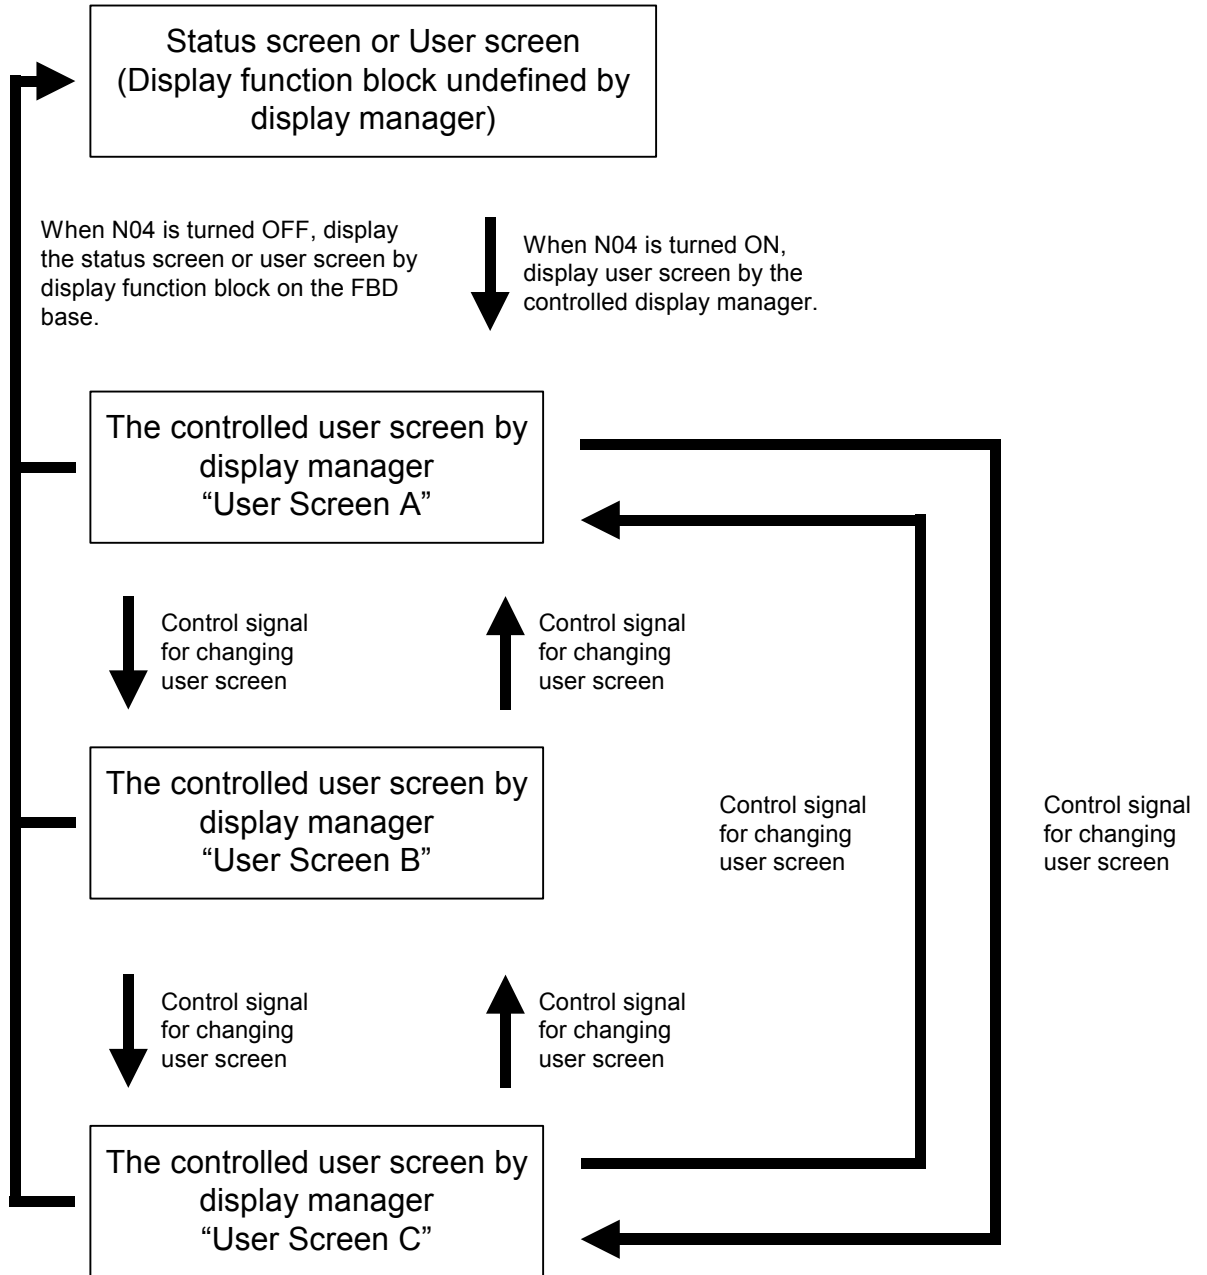 Status screen or User screen
(Display function block undefined by
display manager)
When N04 is turned OFF, display
the status screen or user screen by
display function block on the FBD
base.
When N04 is turned ON,
display user screen by the
controlled display manager.
The controlled user screen by
display manager
“User Screen A”
Control signal
for changing
user screen
Control signal
for changing
user screen
The controlled user screen by
display manager
“User Screen B”
Control signal
for changing
user screen
Control signal
for changing
user screen
Control signal
for changing
user screen
Control signal
for changing
user screen
The controlled user screen by
display manager
“User Screen C”